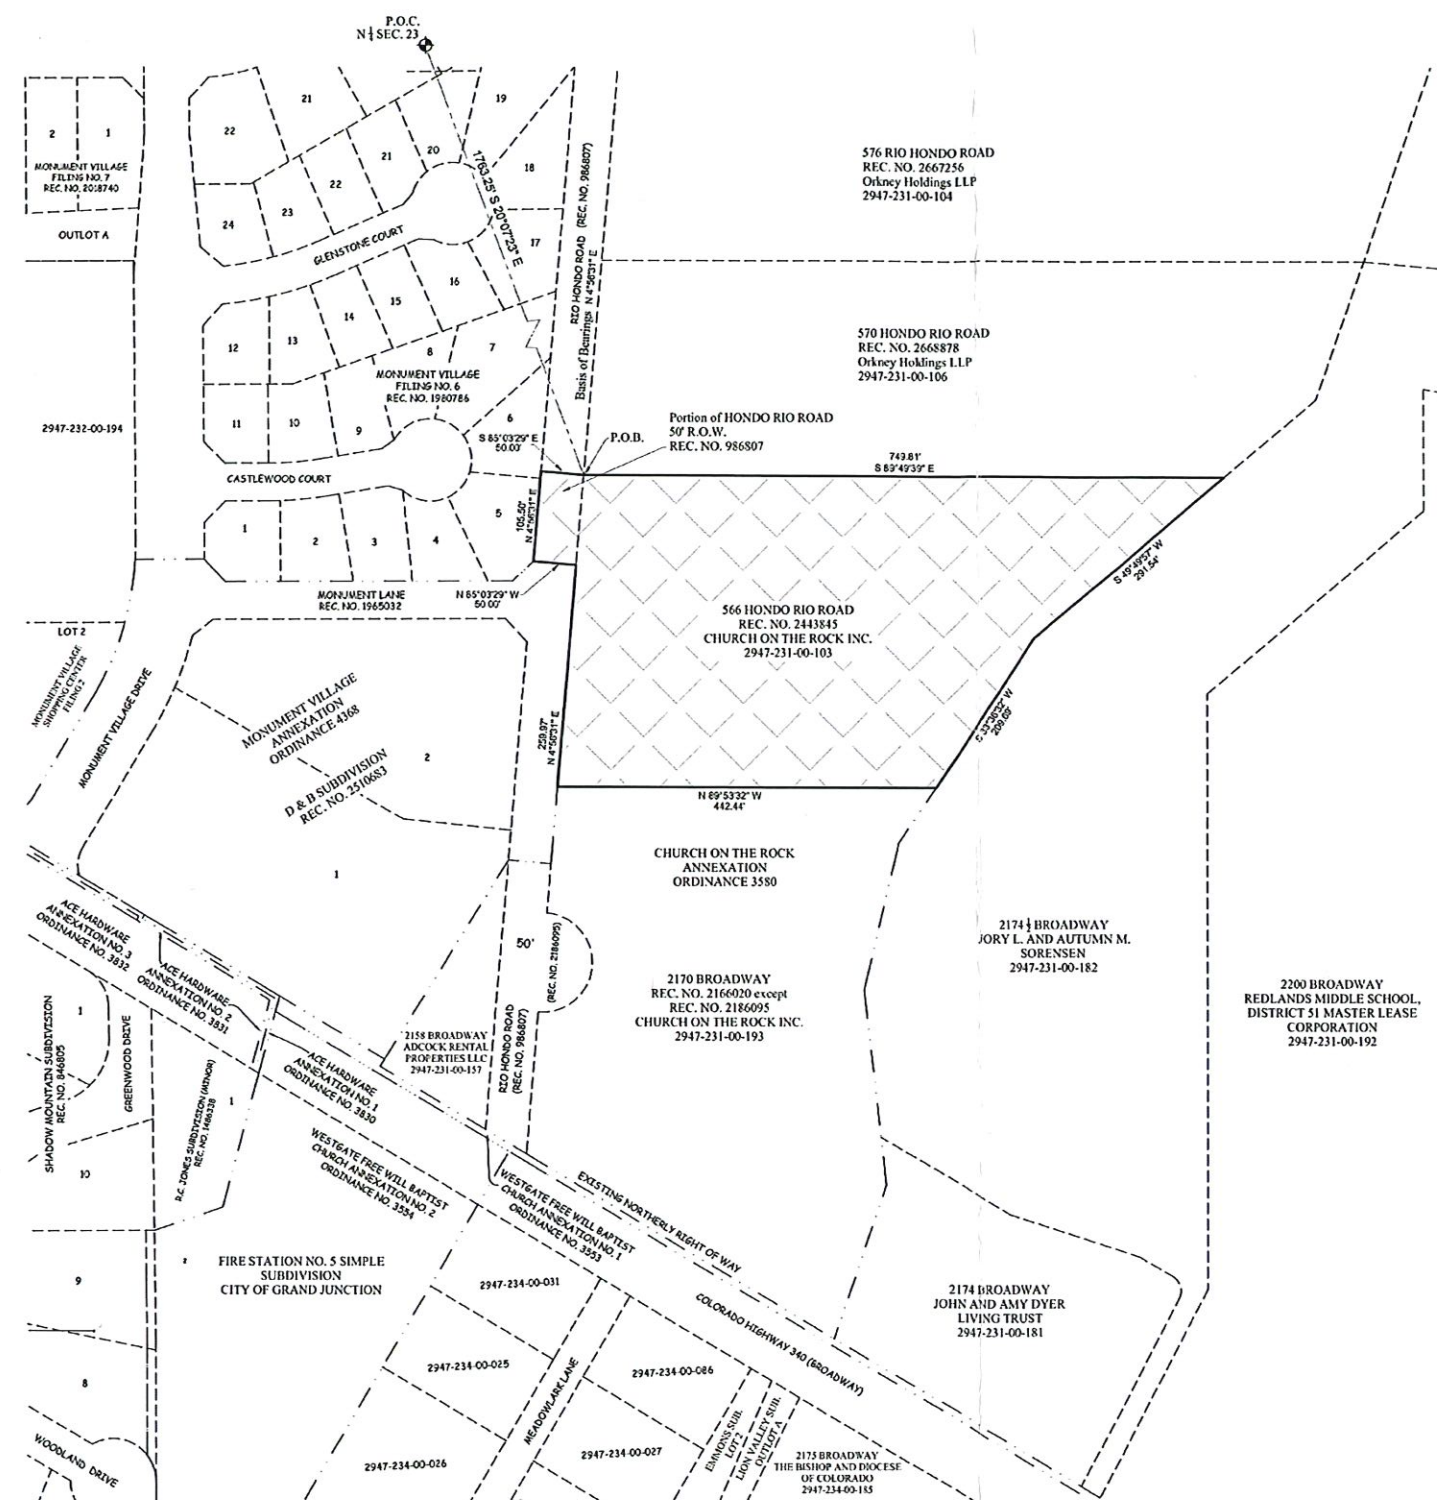 P.O.C.
N ¼ SEC. 23
2
1
MONUMENT VILLAGE
FILING NO. 7
REC. NO. 2018740
OUTLOT A
22
21
24
23
22
21
20
19
18
17
GLENSTONE COURT
1763.25' S 20°07'23" E
RIO HONDO ROAD (REC. NO. 986807)
Basis of Bearings N 4°56'31" E
12
13
14
15
16
11
10
9
8
7
6
MONUMENT VILLAGE
FILING NO. 6
REC. NO. 1980786
2947-232-00-194
CASTLEWOOD COURT
1
2
3
4
5
MONUMENT LANE
REC. NO. 1965032
576 RIO HONDO ROAD
REC. NO. 2667256
Orkney Holdings LLP
2947-231-00-104
570 HONDO RIO ROAD
REC. NO. 2668878
Orkney Holdings LLP
2947-231-00-106
Portion of HONDO RIO ROAD
50' R.O.W.
REC. NO. 986807
P.O.B.
S 85°03'29" E
50.00'
105.50'
N 4°56'31" E
N 85°03'29" W
50.00'
749.81'
S 89°49'39" E
S 49°49'57" W
291.54'
566 HONDO RIO ROAD
REC. NO. 2443845
CHURCH ON THE ROCK INC.
2947-231-00-103
259.97'
N 4°56'31" E
N 89°53'32" W
442.44'
LOT 2
MONUMENT VILLAGE
SHOPPING CENTER
FILING 2
MONUMENT VILLAGE DRIVE
MONUMENT VILLAGE
ANNEXATION
ORDINANCE 4368
D & B SUBDIVISION
REC. NO. 2510683
2
1
CHURCH ON THE ROCK
ANNEXATION
ORDINANCE 3580
2174 ½ BROADWAY
JORY L. AND AUTUMN M.
SORENSEN
2947-231-00-182
2170 BROADWAY
REC. NO. 2166020 except
REC. NO. 2186095
CHURCH ON THE ROCK INC.
2947-231-00-193
2200 BROADWAY
REDLANDS MIDDLE SCHOOL,
DISTRICT 51 MASTER LEASE
CORPORATION
2947-231-00-192
50'
(REC. NO. 2186095)
RIO HONDO ROAD
(REC. NO. 986807)
2158 BROADWAY
ADCOCK RENTAL
PROPERTIES LLC
2947-231-00-157
ACE HARDWARE
ANNEXATION NO. 3
ORDINANCE NO. 3832
ACE HARDWARE
ANNEXATION NO. 2
ORDINANCE NO. 3831
ACE HARDWARE
ANNEXATION NO. 1
ORDINANCE NO. 3830
SHADOW MOUNTAIN SUBDIVISION
REC. NO. 846805
1
GREENWOOD DRIVE
D.C. JONES SUBDIVISION (MINOR)
REC. NO. 1486338
1
10
9
8
WESTGATE FREE WILL BAPTIST
CHURCH ANNEXATION NO. 2
ORDINANCE NO. 3554
WESTGATE FREE WILL BAPTIST
CHURCH ANNEXATION NO. 1
ORDINANCE NO. 3553
EXISTING NORTHERLY RIGHT OF WAY
COLORADO HIGHWAY 340 (BROADWAY)
FIRE STATION NO. 5 SIMPLE
SUBDIVISION
CITY OF GRAND JUNCTION
2947-234-00-031
2947-234-00-025
2947-234-00-026
MEADOWLARK LANE
2947-234-00-086
2947-234-00-027
2174 BROADWAY
JOHN AND AMY DYER
LIVING TRUST
2947-231-00-181
EMMONS SUB.
LOT 2
LION VALLEY SUB.
OUTLOT A
2175 BROADWAY
THE BISHOP AND DIOCESE
OF COLORADO
2947-234-00-185
WOODLAND DRIVE